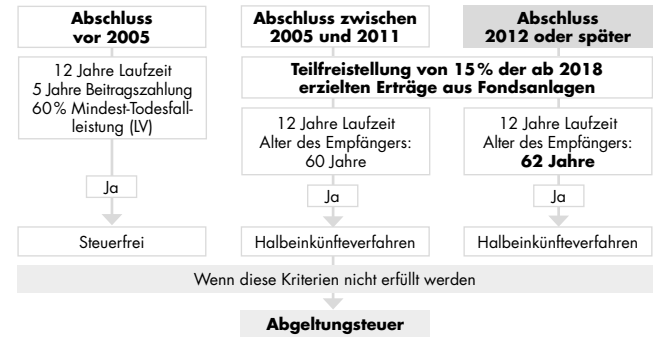 Abschluss
vor 2005
Abschluss zwischen
2005 und 2011
Abschluss
2012 oder später
12 Jahre Laufzeit
5 Jahre Beitragszahlung
60 % Mindest-Todesfall-
leistung (LV)
Teilfreistellung von 15 % der ab 2018
erzielten Erträge aus Fondsanlagen
12 Jahre Laufzeit
Alter des Empfängers:
60 Jahre
12 Jahre Laufzeit
Alter des Empfängers:
62 Jahre
Ja
Ja
Ja
Steuerfrei
Halbeinkünfteverfahren
Halbeinkünfteverfahren
Wenn diese Kriterien nicht erfüllt werden
Abgeltungsteuer